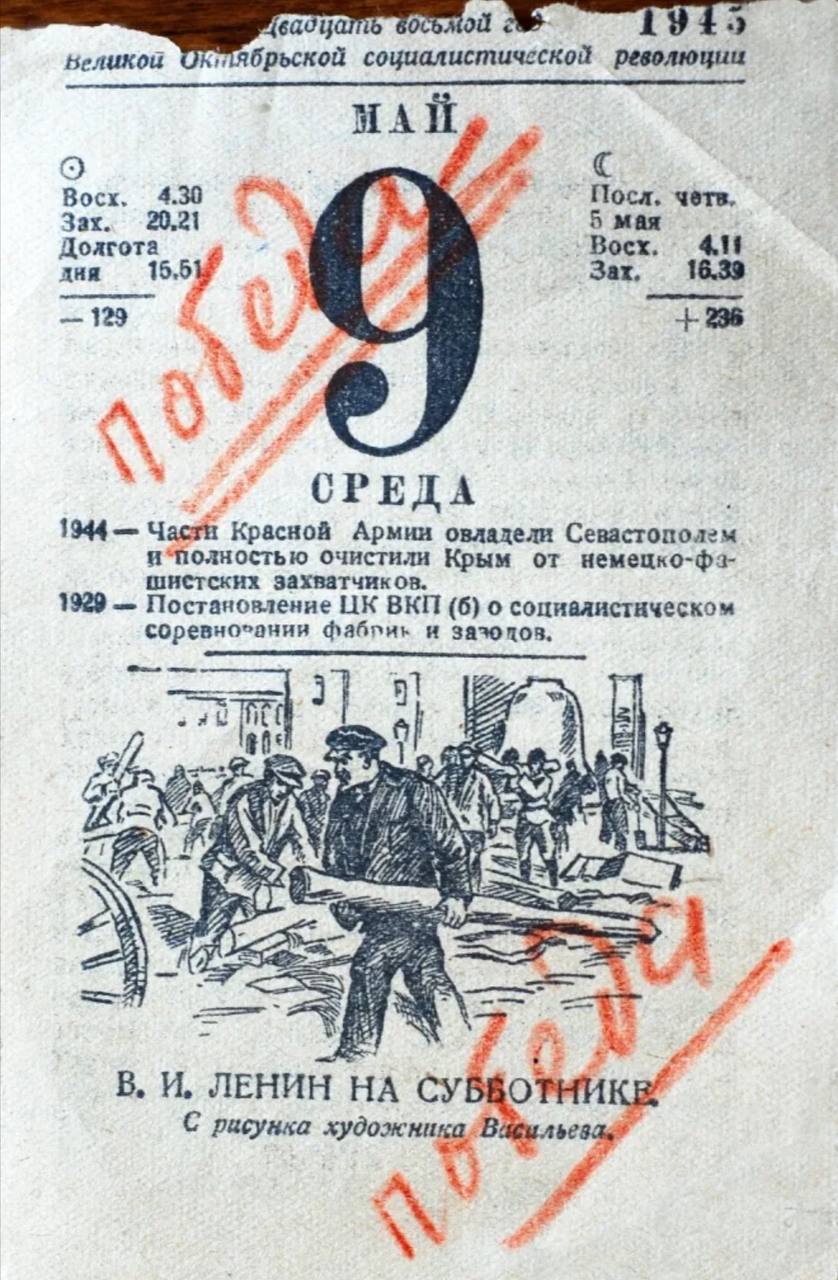 Двадцать восьмой год 1945
Великой Октябрьской социалистической революции
МАЙ
Восх. 4.30
Зах. 20.21
Долгота
дня 15.51
— 129
9
Посл. четв.
5 мая
Восх. 4.11
Зах. 16.39
+ 236
победа!!
СРЕДА
1944 — Части Красной Армии овладели Севастополем
и полностью очистили Крым от немецко-фа-
шистских захватчиков.
1929 — Постановление ЦК ВКП (б) о социалистическом
соревновании фабрик и заводов.
В. И. ЛЕНИН НА СУББОТНИКЕ.
С рисунка художника Васильева.
победа